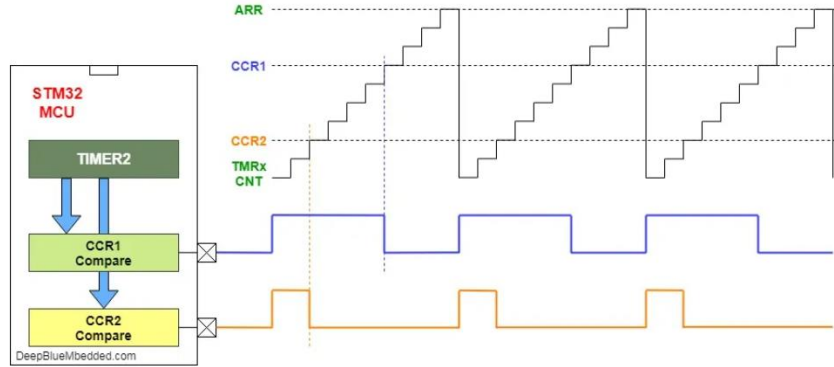 ARR
CCR1
CCR2
TMRx
CNT
STM32
MCU
TIMER2
CCR1
Compare
CCR2
Compare
DeepBlueMbedded.com